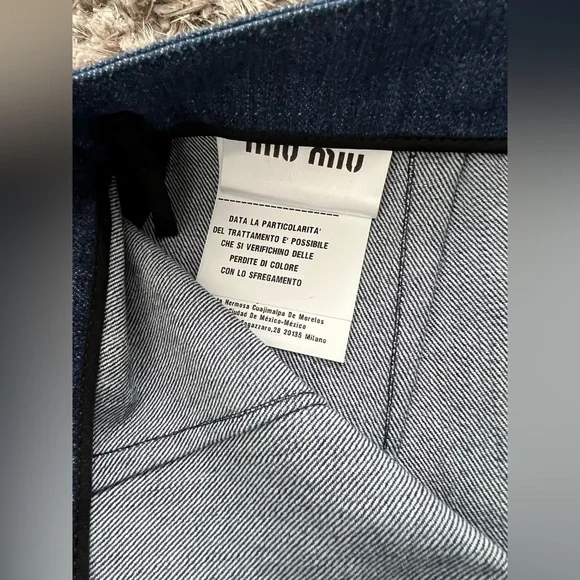 miu miu
DATA LA PARTICOLARITA'
DEL TRATTAMENTO E' POSSIBILE
CHE SI VERIFICHINO DELLE
PERDITE DI COLORE
CON LO SFREGAMENTO
Hermosa Cuajimalpa De Morelos
Ciudad De México-México
28 20135 Milano